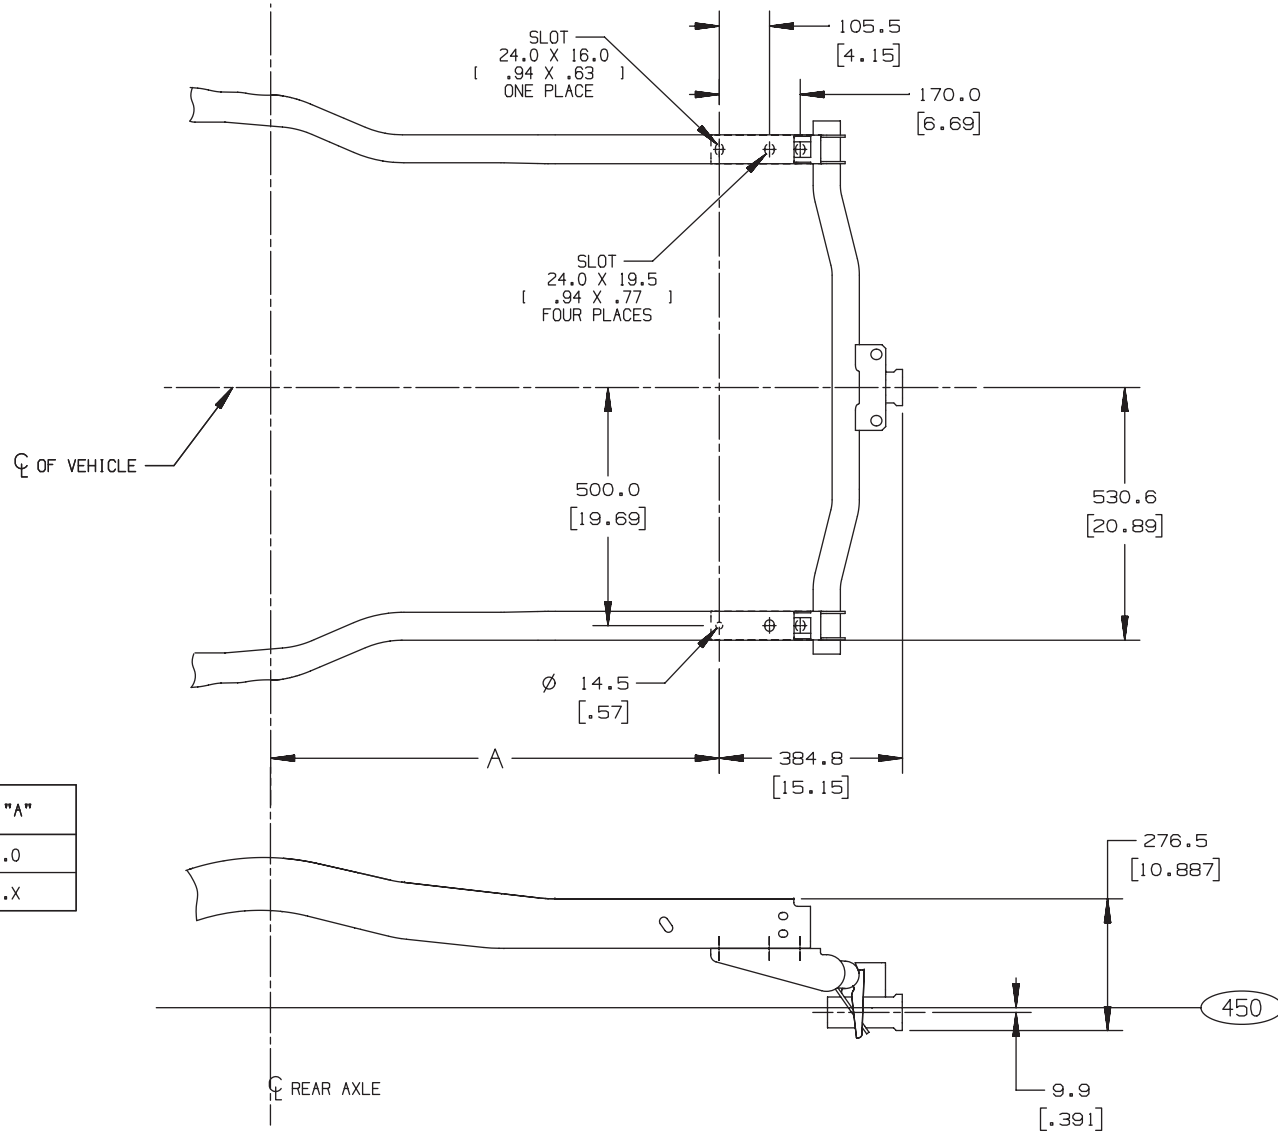 SLOT
24.0 X 16.0
[ .94 X .63 ]
ONE PLACE
105.5
[4.15]
170.0
[6.69]
SLOT
24.0 X 19.5
[ .94 X .77 ]
FOUR PLACES
℄ OF VEHICLE
500.0
[19.69]
530.6
[20.89]
Ø 14.5
[.57]
A
384.8
[15.15]
"A"
.0
.X
276.5
[10.887]
450
℄ REAR AXLE
9.9
[.391]